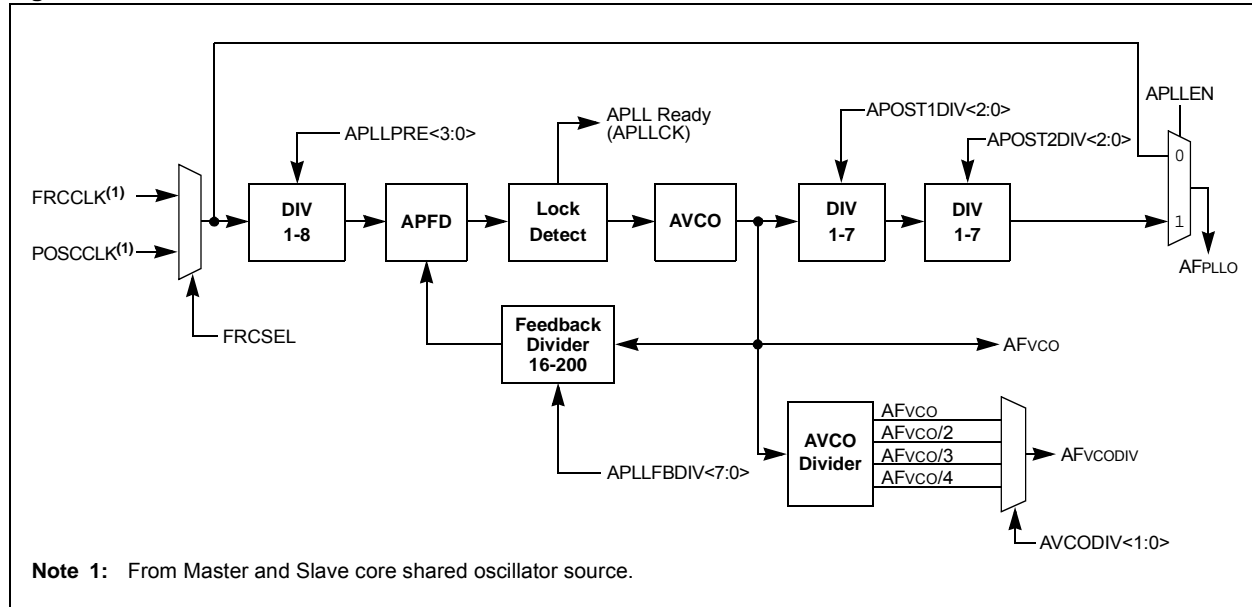 APLLEN
APLL Ready
(APLLCK)
APOST1DIV<2:0>
APLLPRE<3:0>
APOST2DIV<2:0>
0
FRCCLK(1)
DIV
1-8
APFD
Lock
Detect
AVCO
DIV
1-7
DIV
1-7
1
POSCCLK(1)
AFPLLO
FRCSEL
Feedback
Divider
16-200
AFVCO
AVCO
Divider
AFVCO
AFVCO/2
AFVCO/3
AFVCO/4
AFVCODIV
APLLFBDIV<7:0>
AVCODIV<1:0>
Note 1: From Master and Slave core shared oscillator source.